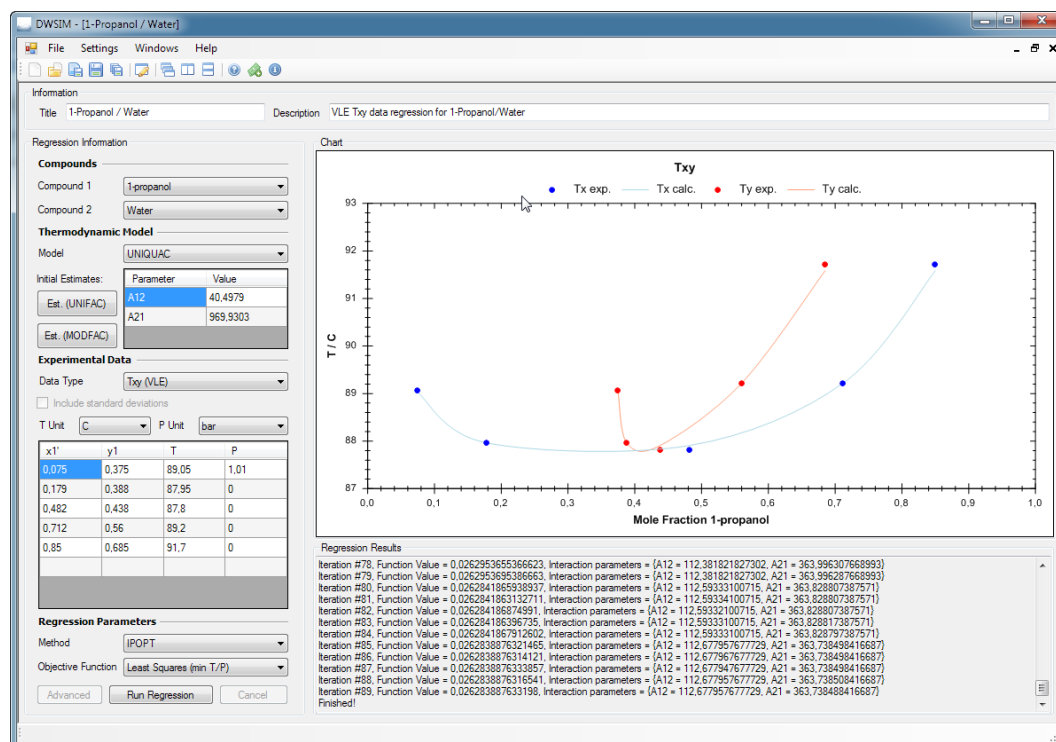 DWSIM - [1-Propanol / Water]
File Settings Windows Help
Information
Title 1-Propanol / Water Description VLE Txy data regression for 1-Propanol/Water
Regression Information
Compounds
Compound 1 1-propanol
Compound 2 Water
Thermodynamic Model
Model UNIQUAC
Initial Estimates: Parameter Value
Est. (UNIFAC) A12 40,4979
A21 969,9303
Est. (MODFAC)
Experimental Data
Data Type Txy (VLE)
Include standard deviations
T Unit C P Unit bar
x1' y1 T P
0,075 0,375 89,05 1,01
0,179 0,388 87,95 0
0,482 0,438 87,8 0
0,712 0,56 89,2 0
0,85 0,685 91,7 0
Regression Parameters
Method IPOPT
Objective Function Least Squares (min T/P)
Advanced Run Regression Cancel
Chart
Txy
Tx exp. Tx calc. Ty exp. Ty calc.
93
92
91
90
89
88
87
T / C
0,0 0,1 0,2 0,3 0,4 0,5 0,6 0,7 0,8 0,9 1,0
Mole Fraction 1-propanol
Regression Results
Iteration #78, Function Value = 0,0262953655366623, Interaction parameters = {A12 = 112,381821827302, A21 = 363,996307668993}
Iteration #79, Function Value = 0,0262953695386663, Interaction parameters = {A12 = 112,381821827302, A21 = 363,996287668993}
Iteration #80, Function Value = 0,0262841865938937, Interaction parameters = {A12 = 112,59333100715, A21 = 363,828807387571}
Iteration #81, Function Value = 0,0262841863132711, Interaction parameters = {A12 = 112,59334100715, A21 = 363,828807387571}
Iteration #82, Function Value = 0,026284186874991, Interaction parameters = {A12 = 112,59332100715, A21 = 363,828807387571}
Iteration #83, Function Value = 0,026284186396735, Interaction parameters = {A12 = 112,59333100715, A21 = 363,828817387571}
Iteration #84, Function Value = 0,0262841867912602, Interaction parameters = {A12 = 112,59333100715, A21 = 363,828797387571}
Iteration #85, Function Value = 0,0262838876321465, Interaction parameters = {A12 = 112,677957677729, A21 = 363,738498416687}
Iteration #86, Function Value = 0,0262838876314121, Interaction parameters = {A12 = 112,677967677729, A21 = 363,738498416687}
Iteration #87, Function Value = 0,0262838876333857, Interaction parameters = {A12 = 112,677947677729, A21 = 363,738498416687}
Iteration #88, Function Value = 0,0262838876316541, Interaction parameters = {A12 = 112,677957677729, A21 = 363,738508416687}
Iteration #89, Function Value = 0,026283887633198, Interaction parameters = {A12 = 112,677957677729, A21 = 363,738488416687}
Finished!